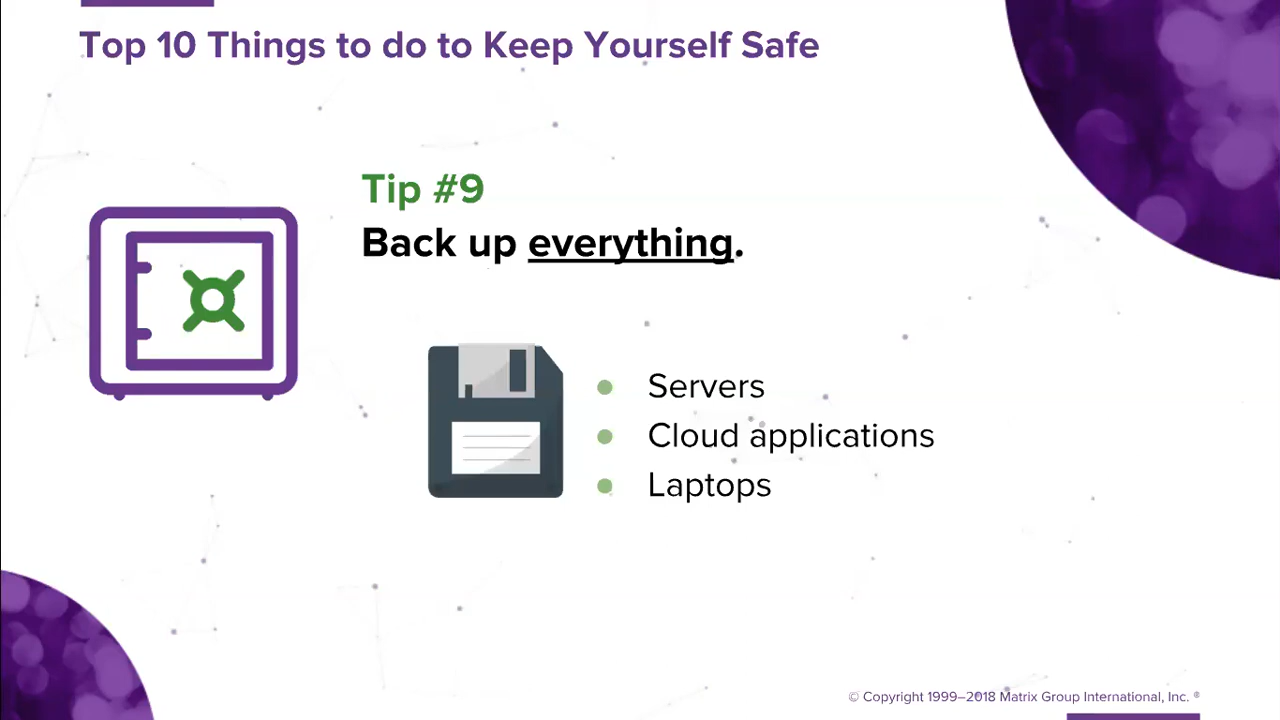 Top 10 Things to do to Keep Yourself Safe
Tip #9
Back up everything.
● Servers
● Cloud applications
● Laptops
© Copyright 1999–2018 Matrix Group International, Inc. ®